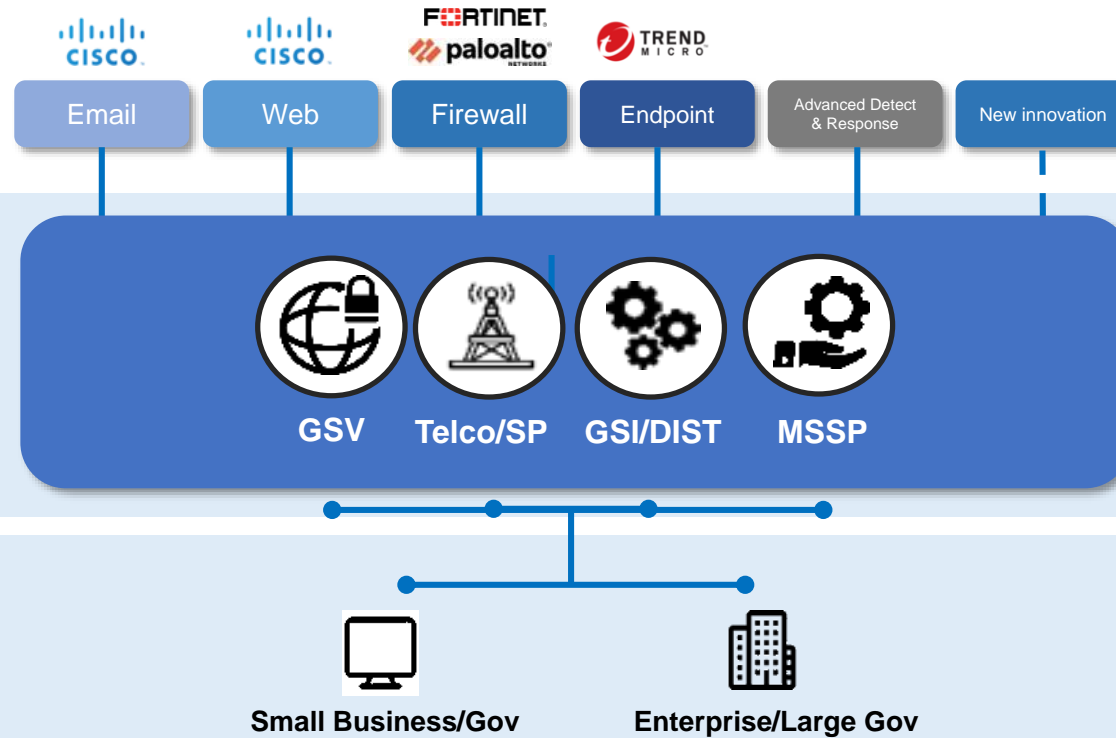 CISCO
CISCO
FORTINET
paloalto
NETWORKS
TREND
MICRO
Email
Web
Firewall
Endpoint
Advanced Detect
& Response
New innovation
GSV
Telco/SP
GSI/DIST
MSSP
Small Business/Gov
Enterprise/Large Gov